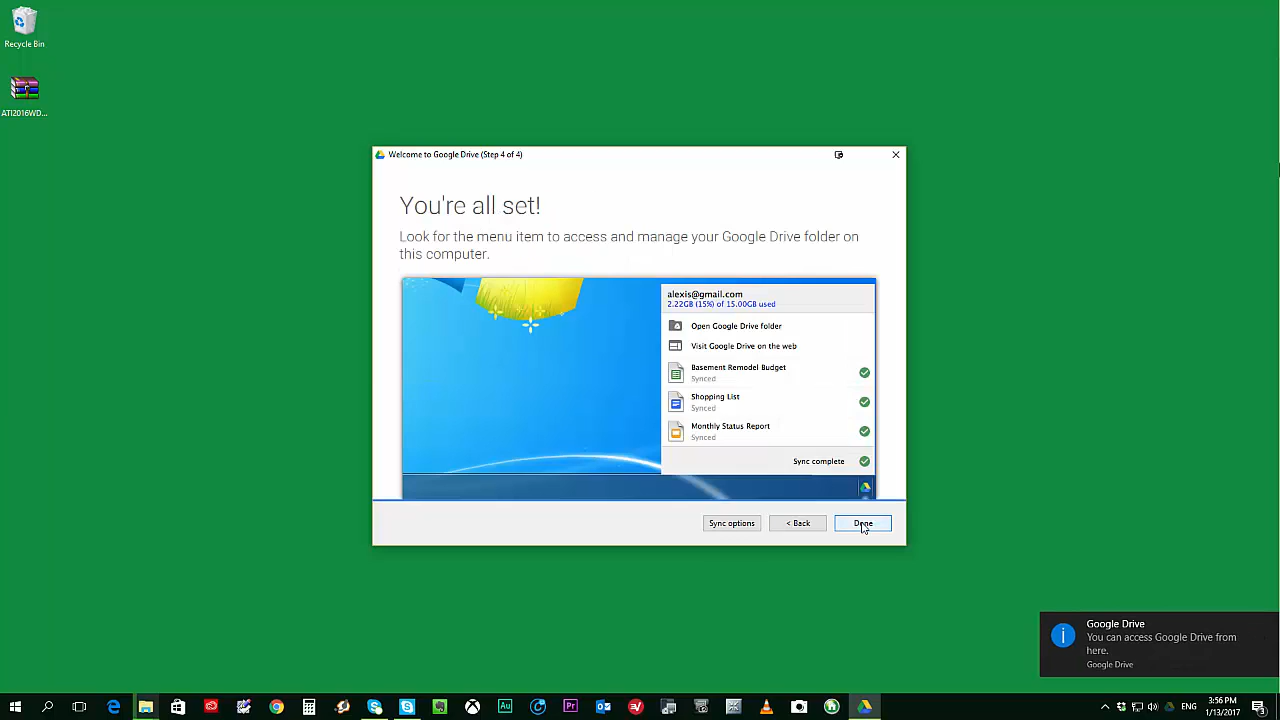 Recycle Bin
ATI2016WD...
Welcome to Google Drive (Step 4 of 4)
You're all set!
Look for the menu item to access and manage your Google Drive folder on
this computer.
alexis@gmail.com
2.22GB (15%) of 15.00GB used
Open Google Drive folder
Visit Google Drive on the web
Basement Remodel Budget
Synced
Shopping List
Synced
Monthly Status Report
Synced
Sync complete
Sync options
< Back
Done
Google Drive
You can access Google Drive from
here.
Google Drive
Au
Pr
ENG
3:56 PM
1/13/2017